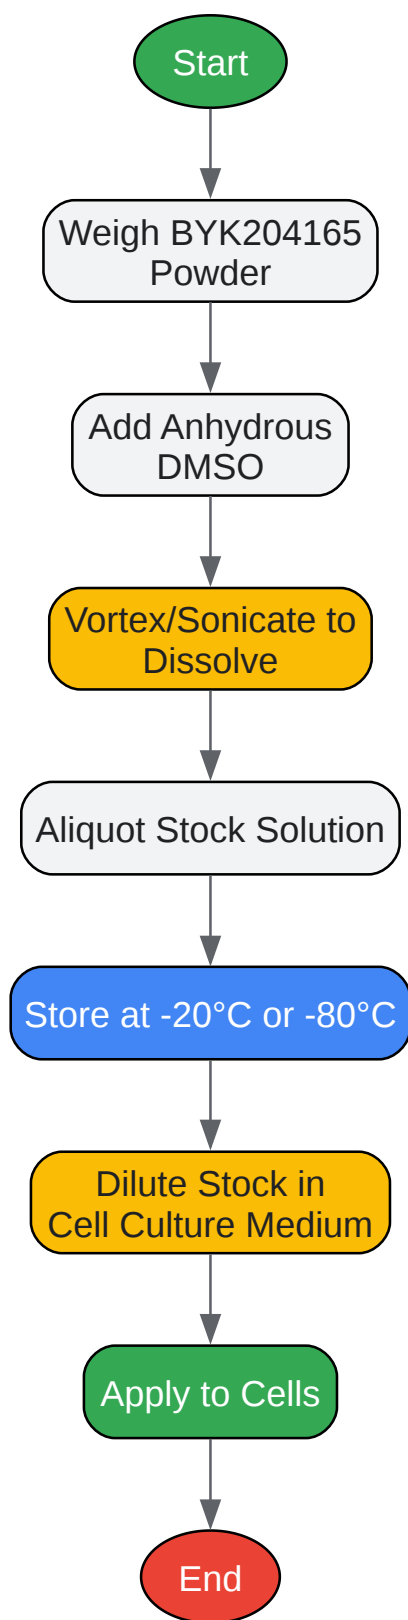 Start
Weigh BYK204165
Powder
Add Anhydrous
DMSO
Vortex/Sonicate to
Dissolve
Aliquot Stock Solution
Store at -20°C or -80°C
Dilute Stock in
Cell Culture Medium
Apply to Cells
End